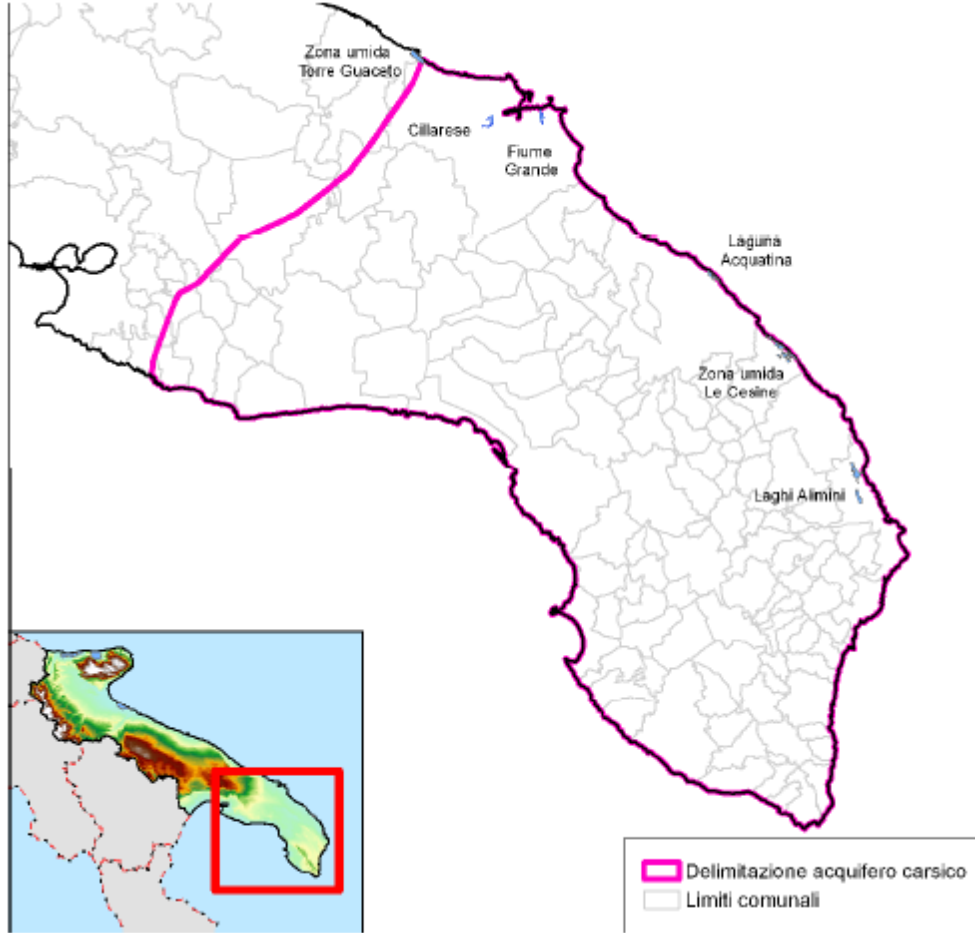 Zona umida
Torre Guaceto
Cillarese
Fiume
Grande
Laguna
Acquatina
Zona umida
Le Cesine
Laghi Alimini
Delimitazione acquifero carsico
Limiti comunali